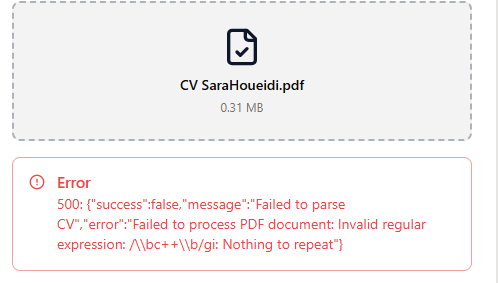 CV SaraHoueidi.pdf
0.31 MB
Error
500: {"success":false,"message":"Failed to parse
CV","error":"Failed to process PDF document: Invalid regular
expression: /\\bc++\\b/gi: Nothing to repeat"}